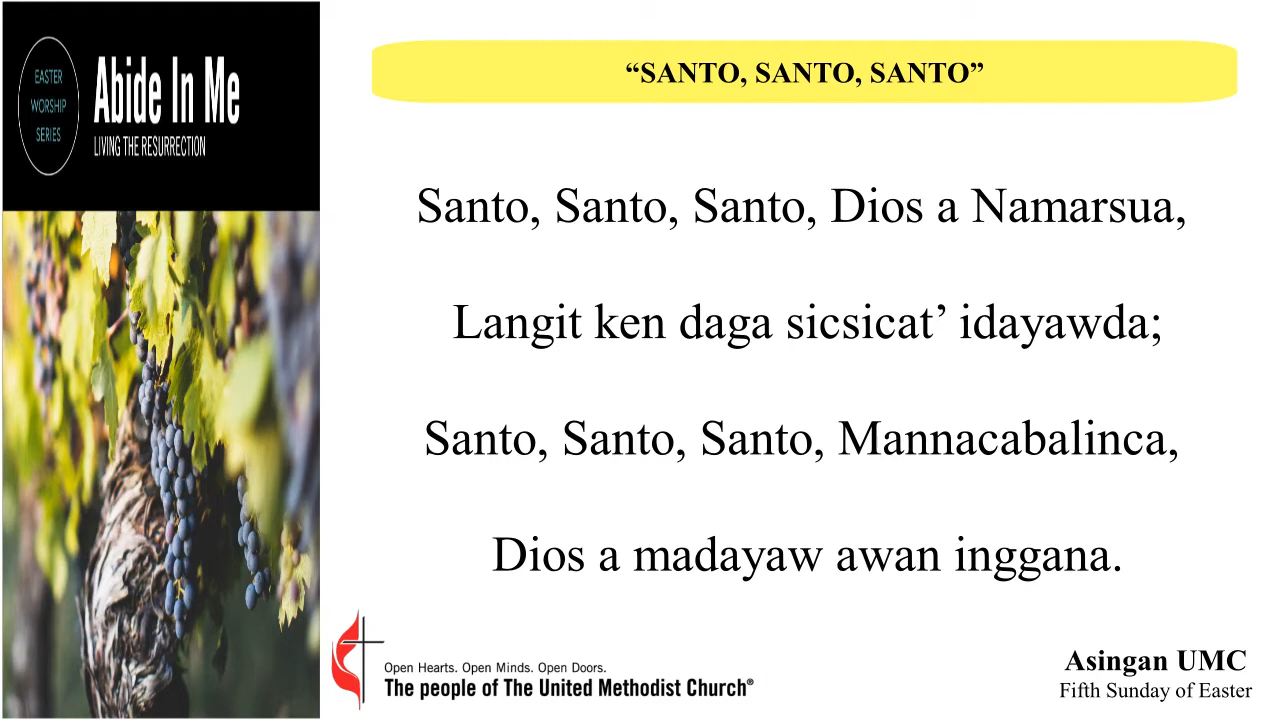 EASTER
WORSHIP
SERIES
Abide In Me
LIVING THE RESURRECTION
“SANTO, SANTO, SANTO”
Santo, Santo, Santo, Dios a Namarsua,
Langit ken daga sicsicat’ idayawda;
Santo, Santo, Santo, Mannacabalinca,
Dios a madayaw awan inggana.
Open Hearts. Open Minds. Open Doors.
The people of The United Methodist Church®
Asingan UMC
Fifth Sunday of Easter